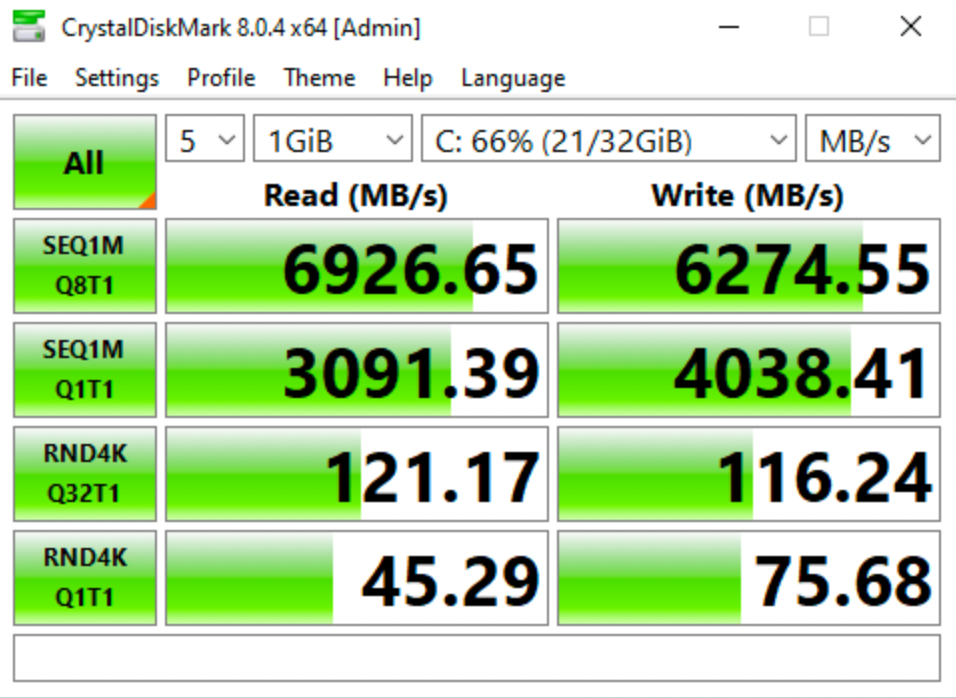 CrystalDiskMark 8.0.4 x64 [Admin]
File Settings Profile Theme Help Language
All 5 1GiB C: 66% (21/32GiB) MB/s
Read (MB/s) Write (MB/s)
SEQ1M
Q8T1 6926.65 6274.55
SEQ1M
Q1T1 3091.39 4038.41
RND4K
Q32T1 121.17 116.24
RND4K
Q1T1 45.29 75.68